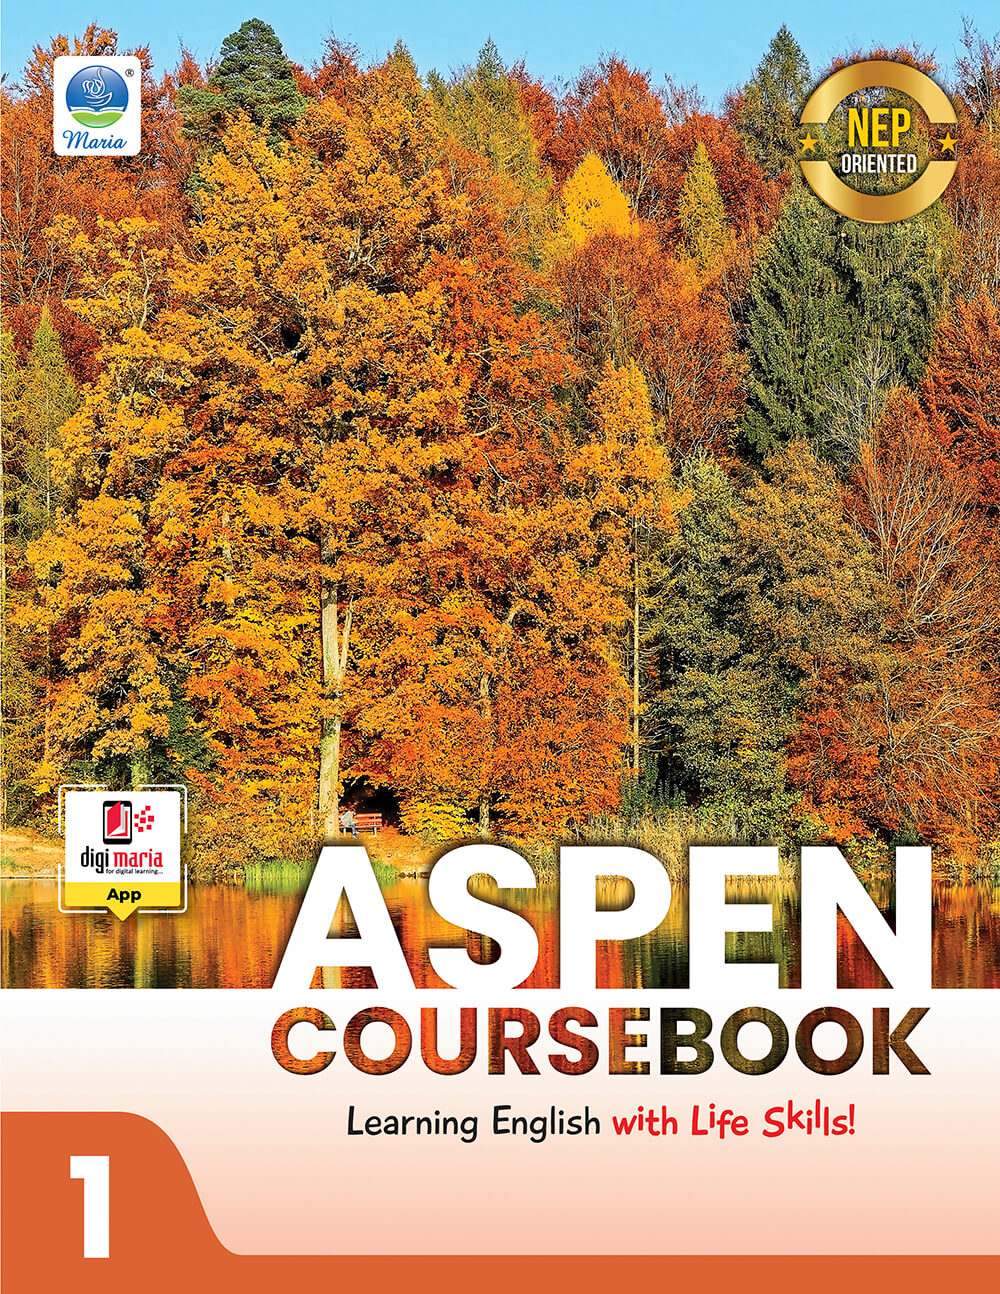 Maria
®
NEP
ORIENTED
digi maria
for digital learning...
App
ASPEN
COURSEBOOK
Learning English with Life Skills!
1